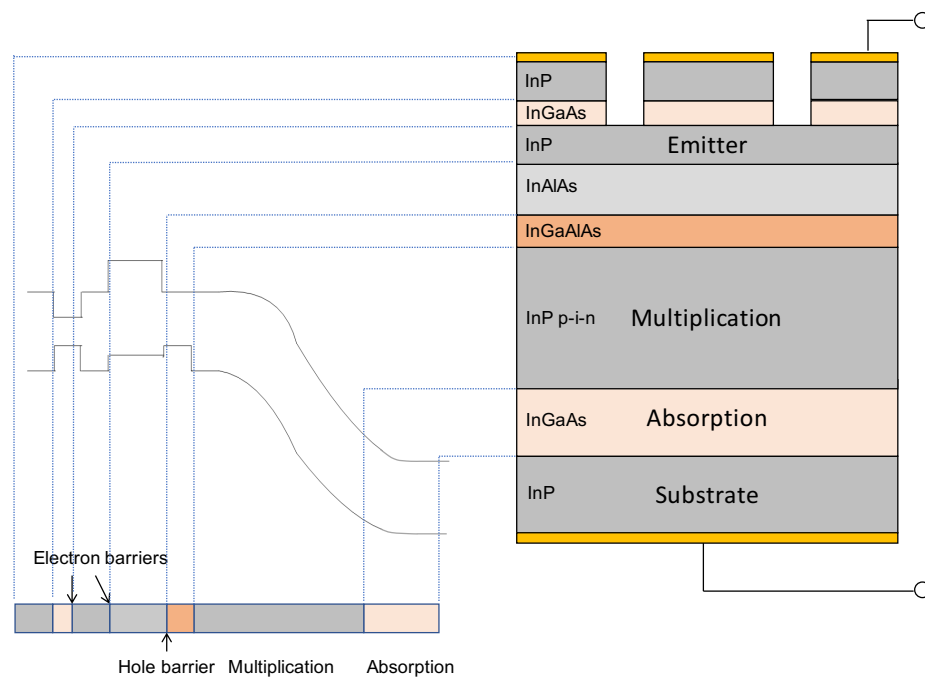 InP
InGaAs
InP Emitter
InAlAs
InGaAlAs
InP p-i-n Multiplication
InGaAs Absorption
InP Substrate
Electron barriers
Hole barrier Multiplication Absorption